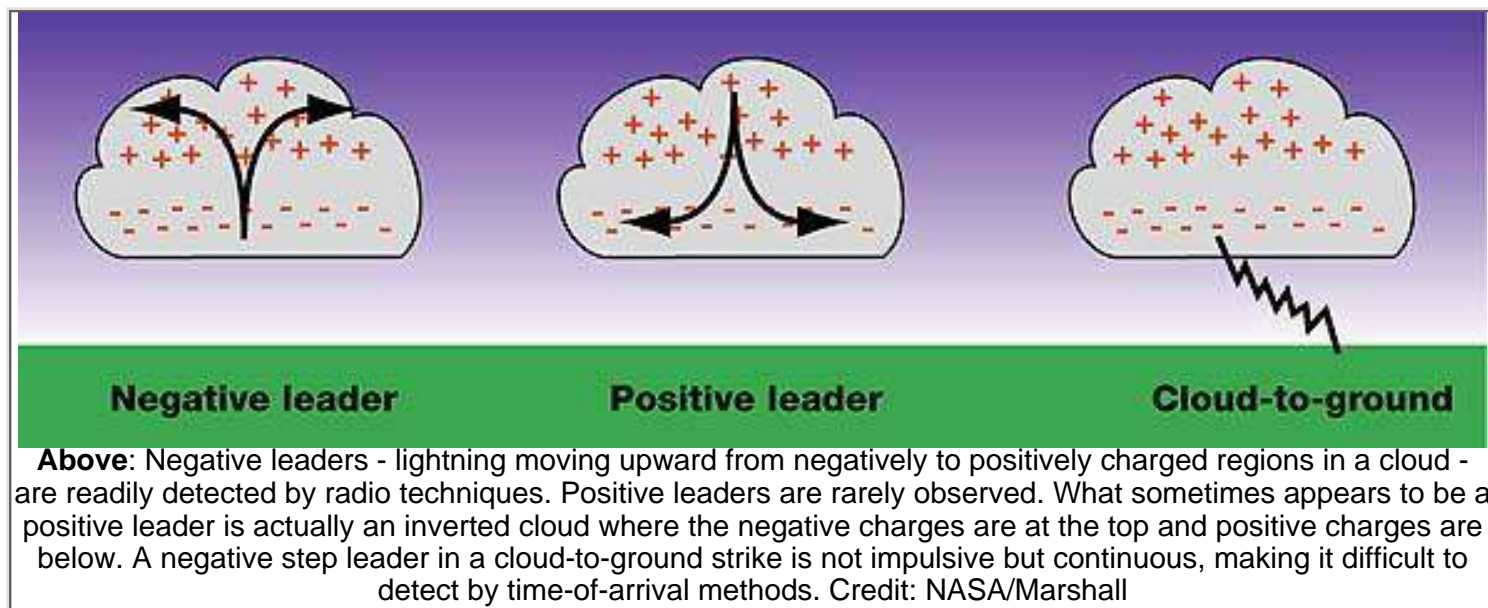 Negative leader
Positive leader
Cloud-to-ground
Above: Negative leaders - lightning moving upward from negatively to positively charged regions in a cloud -
are readily detected by radio techniques. Positive leaders are rarely observed. What sometimes appears to be a
positive leader is actually an inverted cloud where the negative charges are at the top and positive charges are
below. A negative step leader in a cloud-to-ground strike is not impulsive but continuous, making it difficult to
detect by time-of-arrival methods. Credit: NASA/Marshall